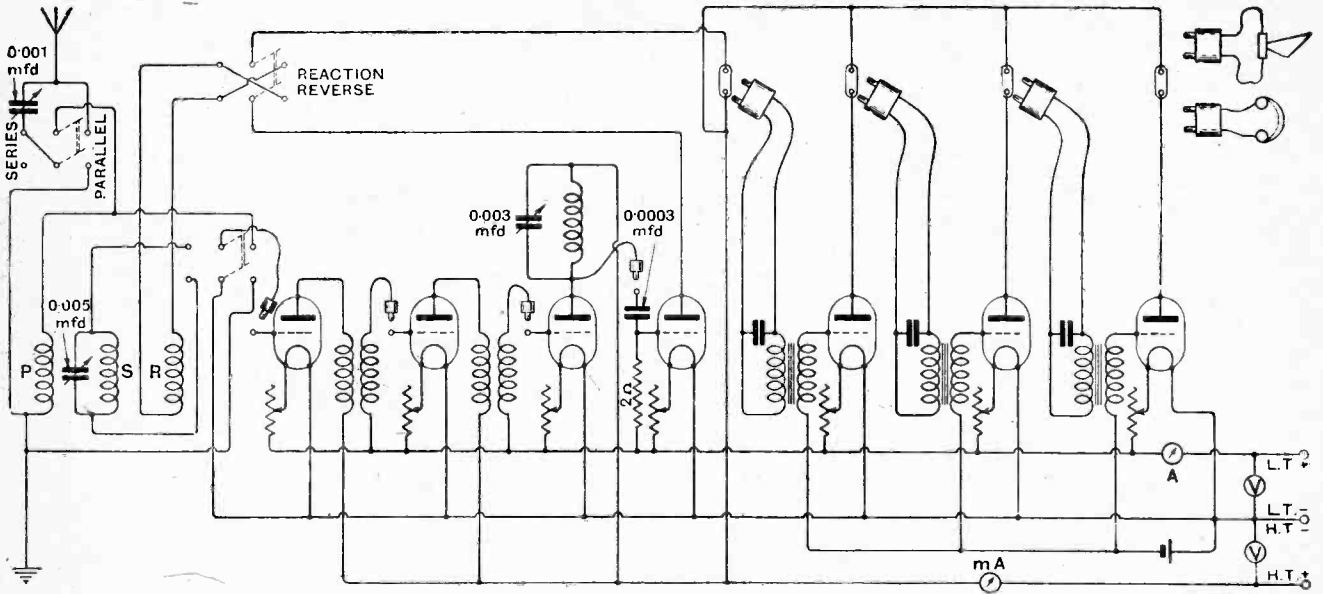 0·001
mfd
SERIES
PARALLEL
REACTION
REVERSE
0·003
mfd
0·0003
mfd
0·005
mfd
P
S
R
2Ω
A
V
L.T +
L.T. -
H.T -
V
mA
H.T. +